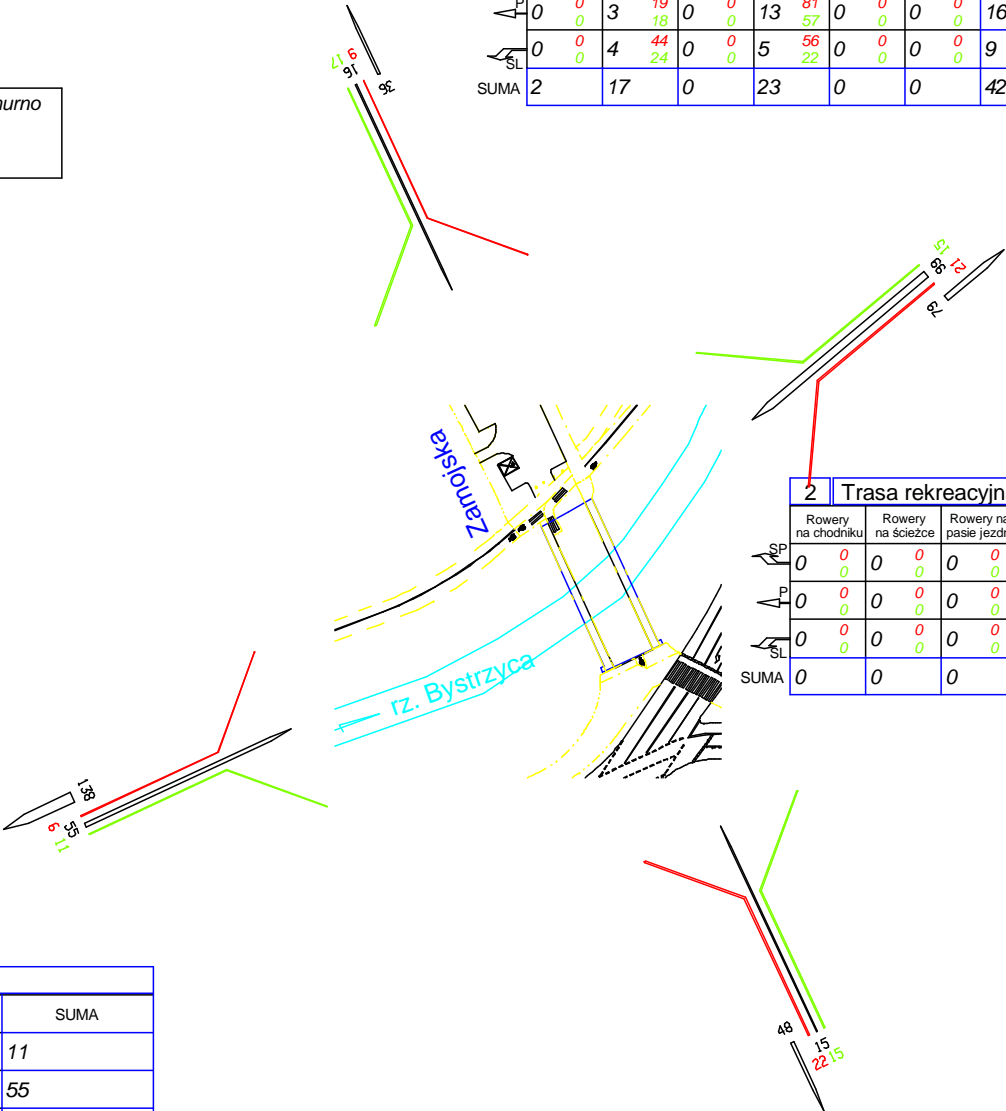 P 0 0 0 3 19 18 0 0 0 13 81 57 0 0 0 0 0 0 16
SL 0 0 0 4 44 24 0 0 0 5 56 22 0 0 0 0 0 0 9
SUMA 2 17 0 23 0 0 42
17 9
16 36
15
21
79
Zamojska
rz. Bystrzyca
2 Trasa rekreacyjn
Rowery na chodniku
Rowery na ścieżce
Rowery na pasie jezdn
SP 0 0 0 0 0 0 0 0 0
P 0 0 0 0 0 0 0 0 0
SL 0 0 0 0 0 0 0 0 0
SUMA 0 0 0
138
55
11
48
15
22 15
SUMA
11
55